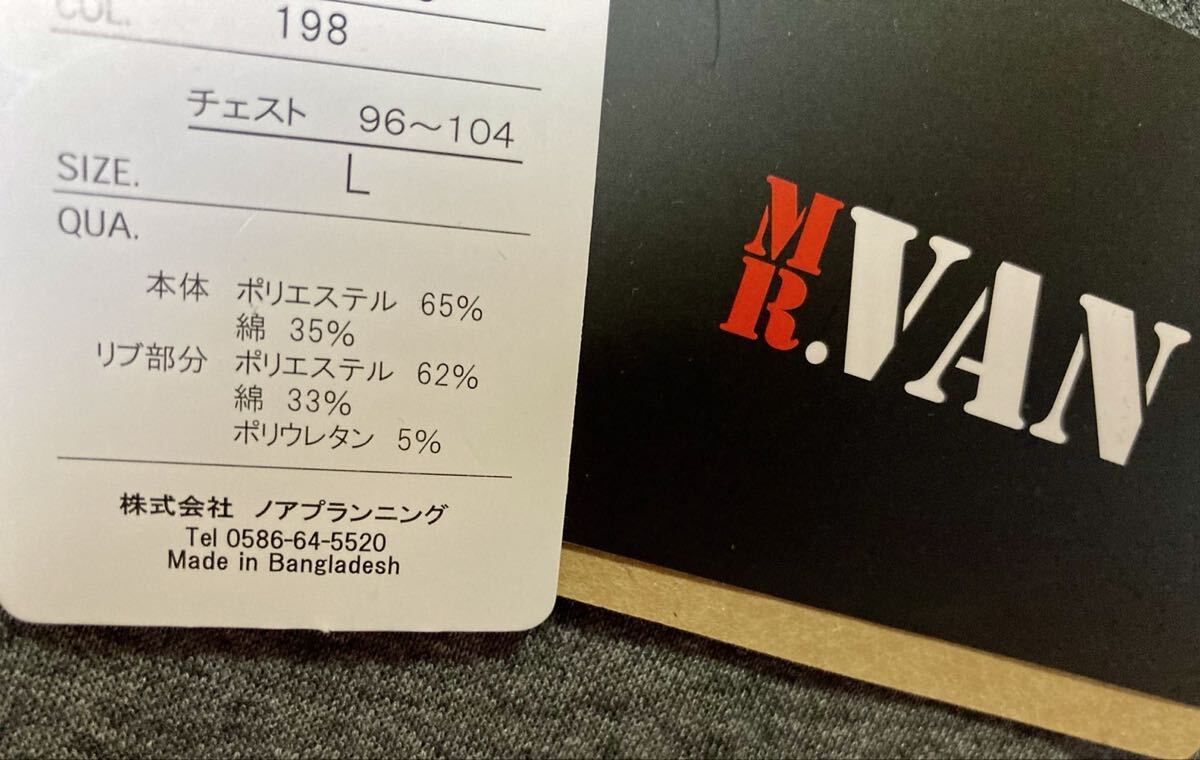 COL. 198
チェスト 96～104
SIZE. L
QUA.
本体 ポリエステル 65%
綿 35%
リブ部分 ポリエステル 62%
綿 33%
ポリウレタン 5%
株式会社 ノアプランニング
Tel 0586-64-5520
Made in Bangladesh
MR.VAN